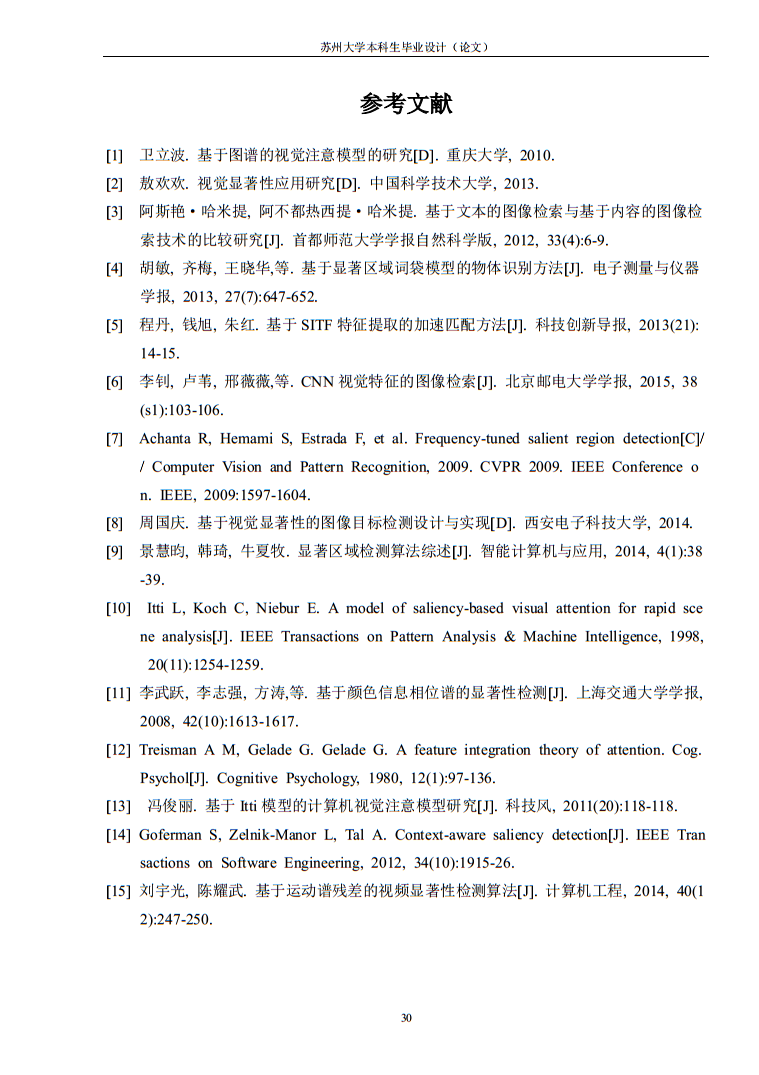 苏州大学本科生毕业设计（论文）
参考文献
[1] 卫立波. 基于图谱的视觉注意模型的研究[D]. 重庆大学, 2010.
[2] 敖欢欢. 视觉显著性应用研究[D]. 中国科学技术大学, 2013.
[3] 阿斯艳·哈米提, 阿不都热西提·哈米提. 基于文本的图像检索与基于内容的图像检
索技术的比较研究[J]. 首都师范大学学报自然科学版, 2012, 33(4):6-9.
[4] 胡敏, 齐梅, 王晓华,等. 基于显著区域词袋模型的物体识别方法[J]. 电子测量与仪器
学报, 2013, 27(7):647-652.
[5] 程丹, 钱旭, 朱红. 基于 SITF 特征提取的加速匹配方法[J]. 科技创新导报, 2013(21):
14-15.
[6] 李钊, 卢苇, 邢薇薇,等. CNN 视觉特征的图像检索[J]. 北京邮电大学学报, 2015, 38
(s1):103-106.
[7] Achanta R, Hemami S, Estrada F, et al. Frequency-tuned salient region detection[C]/
/ Computer Vision and Pattern Recognition, 2009. CVPR 2009. IEEE Conference o
n. IEEE, 2009:1597-1604.
[8] 周国庆. 基于视觉显著性的图像目标检测设计与实现[D]. 西安电子科技大学, 2014.
[9] 景慧昀, 韩琦, 牛夏牧. 显著区域检测算法综述[J]. 智能计算机与应用, 2014, 4(1):38
-39.
[10] Itti L, Koch C, Niebur E. A model of saliency-based visual attention for rapid sce
ne analysis[J]. IEEE Transactions on Pattern Analysis & Machine Intelligence, 1998,
20(11):1254-1259.
[11] 李武跃, 李志强, 方涛,等. 基于颜色信息相位谱的显著性检测[J]. 上海交通大学学报,
2008, 42(10):1613-1617.
[12] Treisman A M, Gelade G. Gelade G. A feature integration theory of attention. Cog.
Psychol[J]. Cognitive Psychology, 1980, 12(1):97-136.
[13] 冯俊丽. 基于 Itti 模型的计算机视觉注意模型研究[J]. 科技风, 2011(20):118-118.
[14] Goferman S, Zelnik-Manor L, Tal A. Context-aware saliency detection[J]. IEEE Tran
sactions on Software Engineering, 2012, 34(10):1915-26.
[15] 刘宇光, 陈耀武. 基于运动谱残差的视频显著性检测算法[J]. 计算机工程, 2014, 40(1
2):247-250.
30